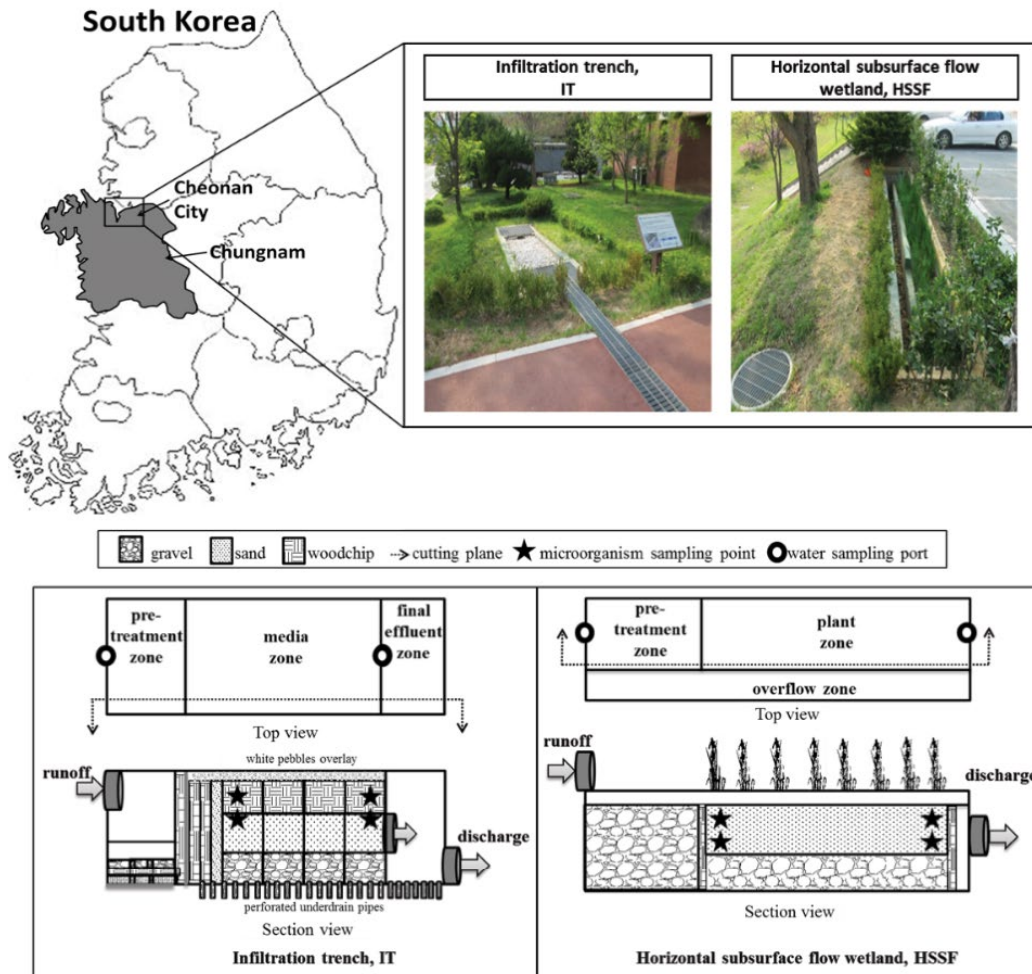 South Korea
Cheonan
City
Chungnam
Infiltration trench,
IT
Horizontal subsurface flow
wetland, HSSF
gravel sand woodchip cutting plane microorganism sampling point water sampling port
pre-
treatment
zone
media
zone
final
effluent
zone
Top view
white pebbles overlay
runoff
discharge
perforated underdrain pipes
Section view
Infiltration trench, IT
pre-
treatment
zone
plant
zone
overflow zone
Top view
runoff
discharge
Section view
Horizontal subsurface flow wetland, HSSF